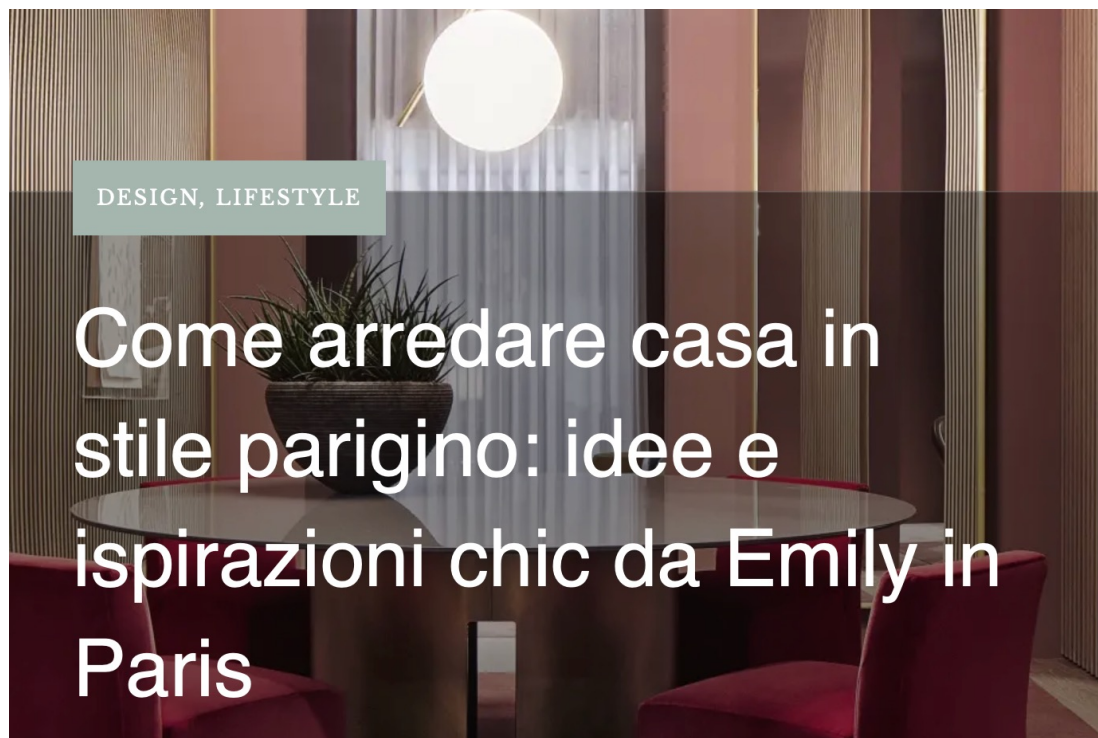 DESIGN, LIFESTYLE
Come arredare casa in
stile parigino: idee e
ispirazioni chic da Emily in
Paris